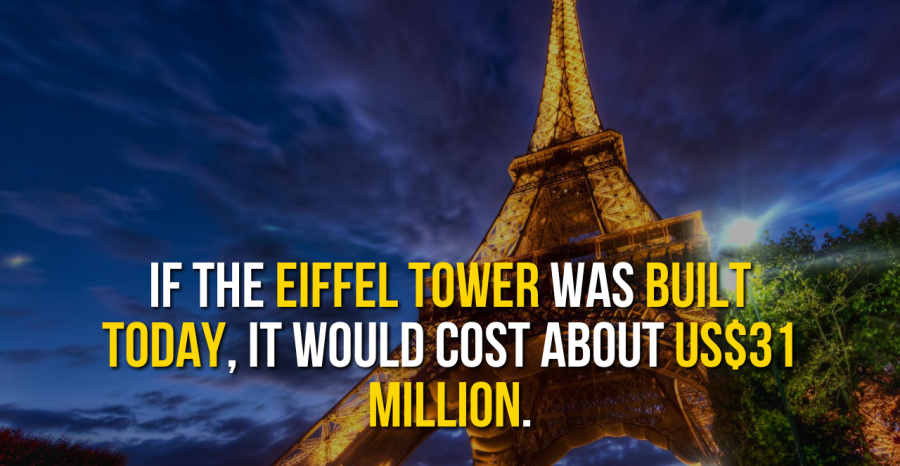 IF THE EIFFEL TOWER WAS BUILT
TODAY, IT WOULD COST ABOUT US$31
MILLION.